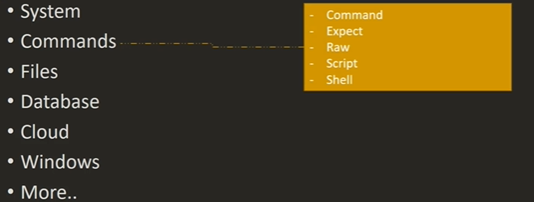 • System
• Commands
• Files
• Database
• Cloud
• Windows
• More..
- Command
- Expect
- Raw
- Script
- Shell